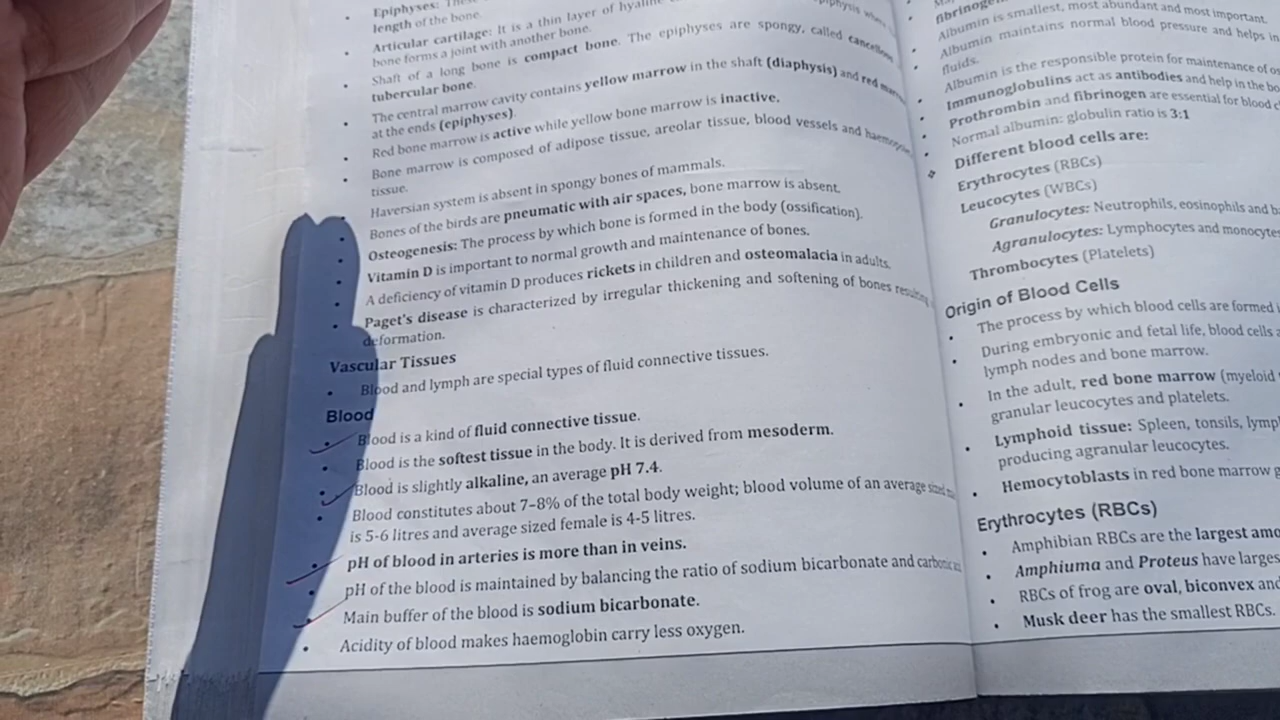 Epiphyses:
length of the bone.
Articular cartilage: It is a thin layer of hyaline
bone forms a joint with another bone.
Shaft of a long bone is compact bone. The epiphyses are spongy, called cancellous
tubercular bone.
The central marrow cavity contains yellow marrow in the shaft (diaphysis) and red marrow
at the ends (epiphyses).
Red bone marrow is active while yellow bone marrow is inactive.
Bone marrow is composed of adipose tissue, areolar tissue, blood vessels and
tissue.
Haversian system is absent in spongy bones of mammals.
Bones of the birds are pneumatic with air spaces, bone marrow is absent.
Osteogenesis: The process by which bone is formed in the body (ossification).
Vitamin D is important to normal growth and maintenance of bones.
A deficiency of vitamin D produces rickets in children and osteomalacia in adults.
Paget's disease is characterized by irregular thickening and softening of bones resulting
deformation.
Vascular Tissues
Blood and lymph are special types of fluid connective tissues.
Blood
Blood is a kind of fluid connective tissue.
Blood is the softest tissue in the body. It is derived from mesoderm.
Blood is slightly alkaline, an average pH 7.4.
Blood constitutes about 7–8% of the total body weight; blood volume of an average sized
is 5-6 litres and average sized female is 4-5 litres.
pH of blood in arteries is more than in veins.
pH of the blood is maintained by balancing the ratio of sodium bicarbonate and carbonic
Main buffer of the blood is sodium bicarbonate.
Acidity of blood makes haemoglobin carry less oxygen.
Albumin is smallest, most abundant and most important.
Albumin maintains normal blood pressure and helps in
fluids.
Albumin is the responsible protein for maintenance of
Immunoglobulins act as antibodies and help in the
Prothrombin and fibrinogen are essential for blood
Normal albumin: globulin ratio is 3:1
Different blood cells are:
Erythrocytes (RBCs)
Leucocytes (WBCs)
Granulocytes: Neutrophils, eosinophils and
Agranulocytes: Lymphocytes and monocytes
Thrombocytes (Platelets)
Origin of Blood Cells
The process by which blood cells are formed
During embryonic and fetal life, blood cells
lymph nodes and bone marrow.
In the adult, red bone marrow (myeloid
granular leucocytes and platelets.
Lymphoid tissue: Spleen, tonsils,
producing agranular leucocytes.
Hemocytoblasts in red bone marrow
Erythrocytes (RBCs)
Amphibian RBCs are the largest
Amphiuma and Proteus have
RBCs of frog are oval, biconvex and
Musk deer has the smallest RBCs.